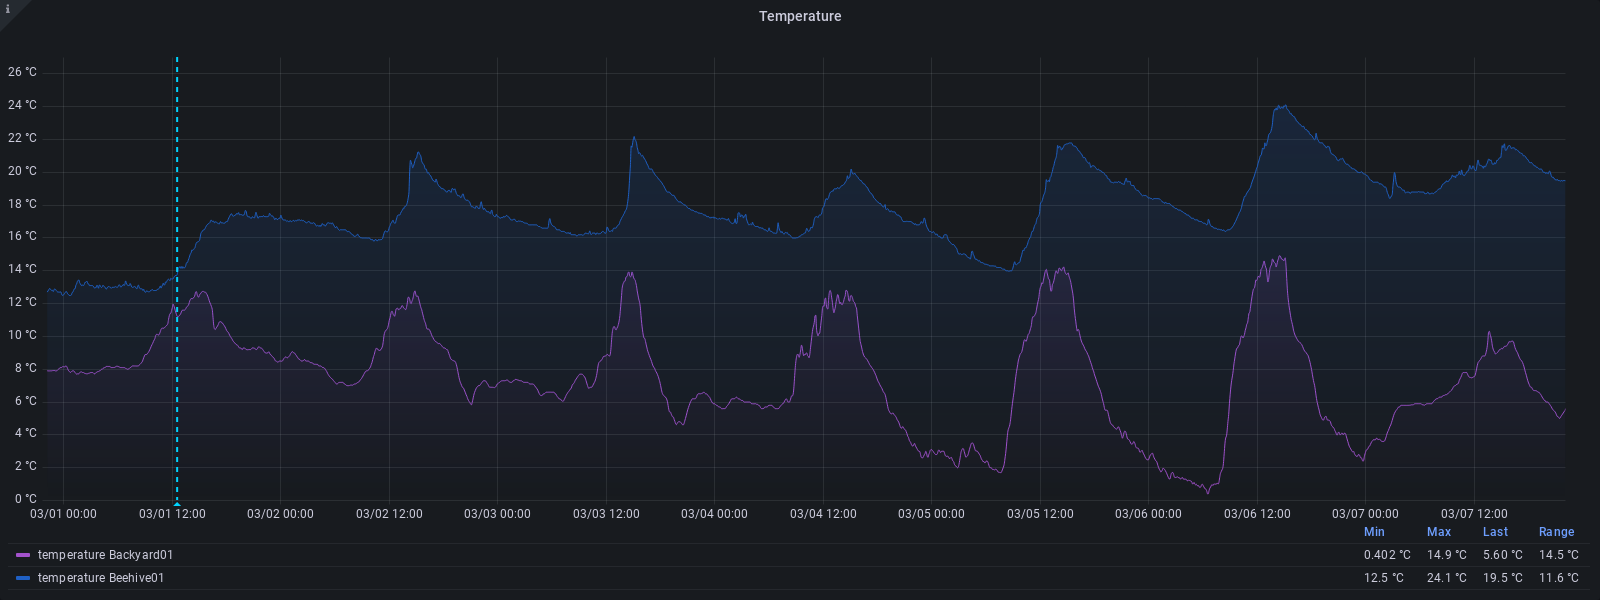 i
Temperature
26 °C
24 °C
22 °C
20 °C
18 °C
16 °C
14 °C
12 °C
10 °C
8 °C
6 °C
4 °C
2 °C
0 °C
03/01 00:00 03/01 12:00 03/02 00:00 03/02 12:00 03/03 00:00 03/03 12:00 03/04 00:00 03/04 12:00 03/05 00:00 03/05 12:00 03/06 00:00 03/06 12:00 03/07 00:00 03/07 12:00
Min Max Last Range
temperature Backyard01 0.402 °C 14.9 °C 5.60 °C 14.5 °C
temperature Beehive01 12.5 °C 24.1 °C 19.5 °C 11.6 °C